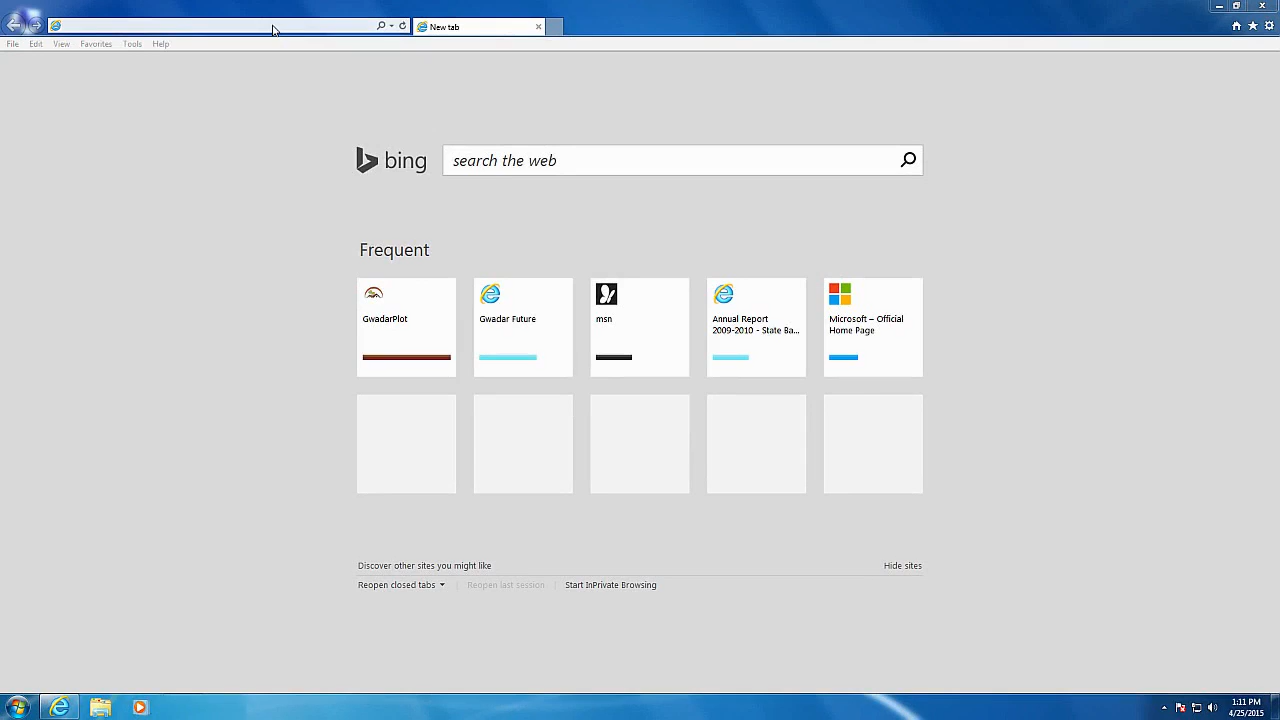 New tab
File Edit View Favorites Tools Help
bing search the web
Frequent
GwadarPlot
Gwadar Future
msn
Annual Report
2009-2010 - State Ba...
Microsoft – Official
Home Page
Discover other sites you might like
Hide sites
Reopen closed tabs
Reopen last session
Start InPrivate Browsing
1:11 PM
4/25/2015